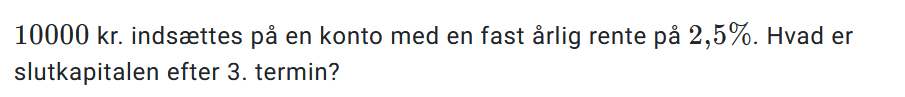 10000 kr. indsættes på en konto med en fast årlig rente på 2,5%. Hvad er
slutkapitalen efter 3. termin?